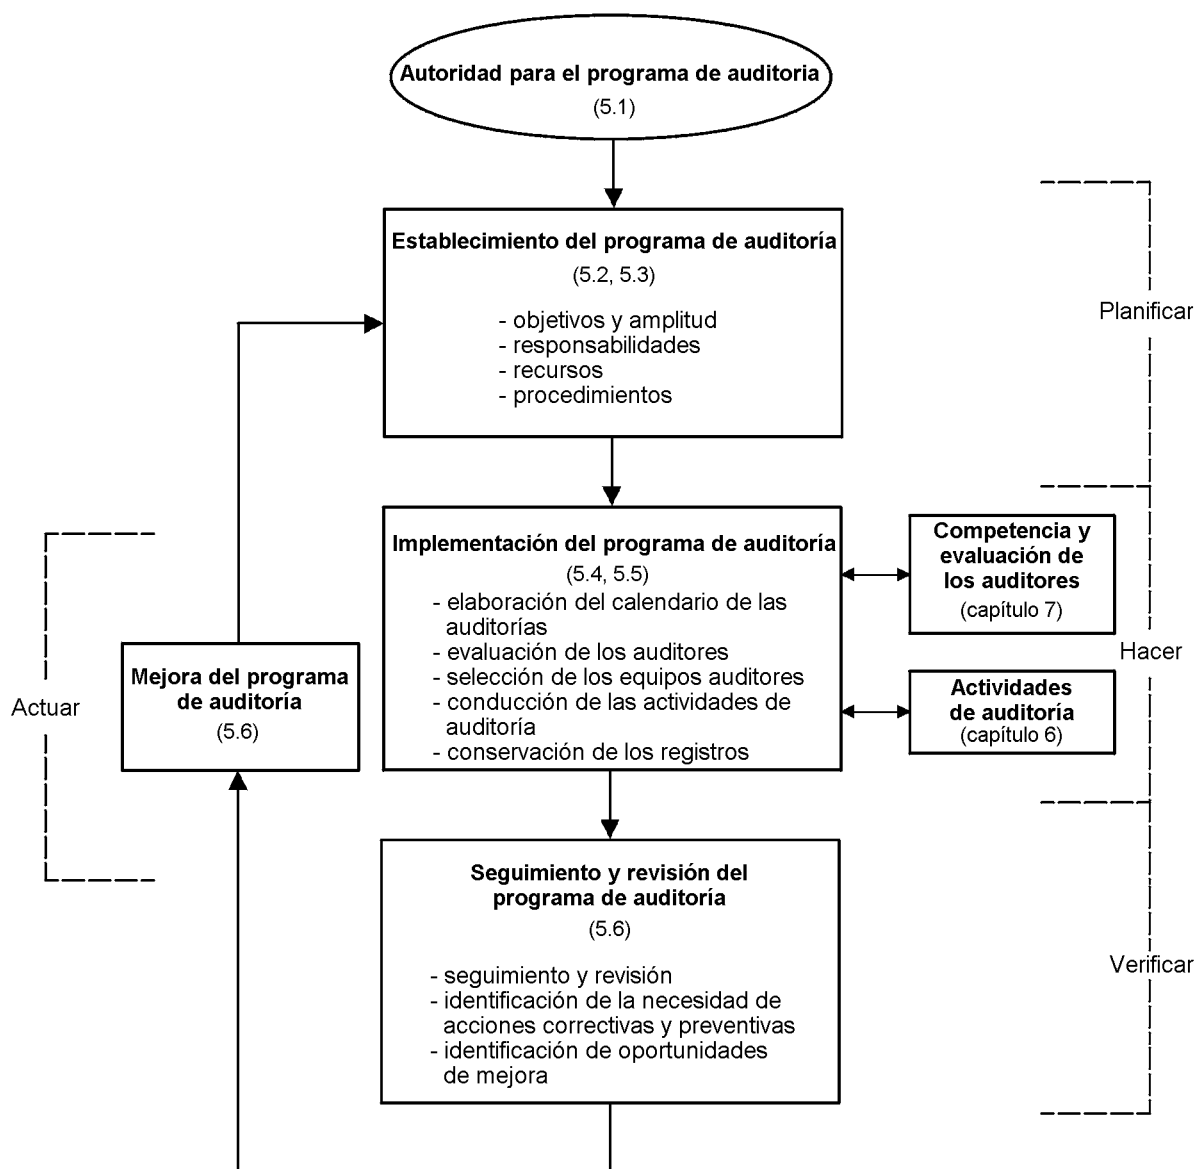 Autoridad para el programa de auditoria
(5.1)
Establecimiento del programa de auditoría
(5.2, 5.3)
- objetivos y amplitud
- responsabilidades
- recursos
- procedimientos
Planificar
Implementación del programa de auditoría
(5.4, 5.5)
- elaboración del calendario de las
auditorías
- evaluación de los auditores
- selección de los equipos auditores
- conducción de las actividades de
auditoría
- conservación de los registros
Competencia y
evaluación de
los auditores
(capítulo 7)
Hacer
Actividades
de auditoría
(capítulo 6)
Mejora del programa
de auditoría
(5.6)
Actuar
Seguimiento y revisión del
programa de auditoría
(5.6)
- seguimiento y revisión
- identificación de la necesidad de
acciones correctivas y preventivas
- identificación de oportunidades
de mejora
Verificar